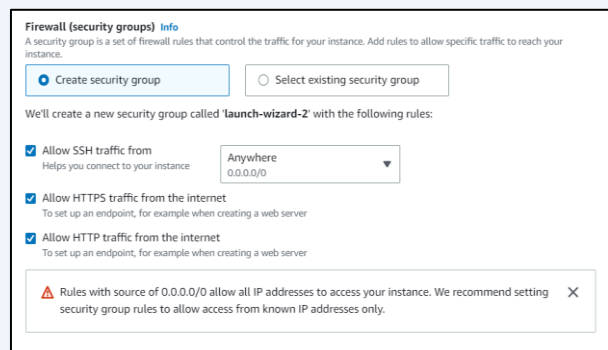 Firewall (security groups) Info
A security group is a set of firewall rules that control the traffic for your instance. Add rules to allow specific traffic to reach your
instance.
Create security group
Select existing security group
We'll create a new security group called 'launch-wizard-2' with the following rules:
Allow SSH traffic from
Helps you connect to your instance
Anywhere
0.0.0.0/0
Allow HTTPS traffic from the internet
To set up an endpoint, for example when creating a web server
Allow HTTP traffic from the internet
To set up an endpoint, for example when creating a web server
Rules with source of 0.0.0.0/0 allow all IP addresses to access your instance. We recommend setting
security group rules to allow access from known IP addresses only.